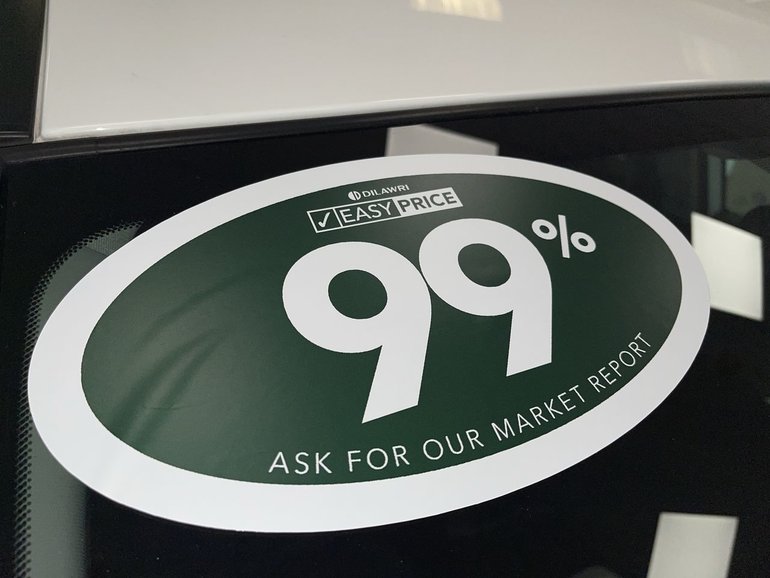 DILAWRI
EASY PRICE
99%
ASK FOR OUR MARKET REPORT